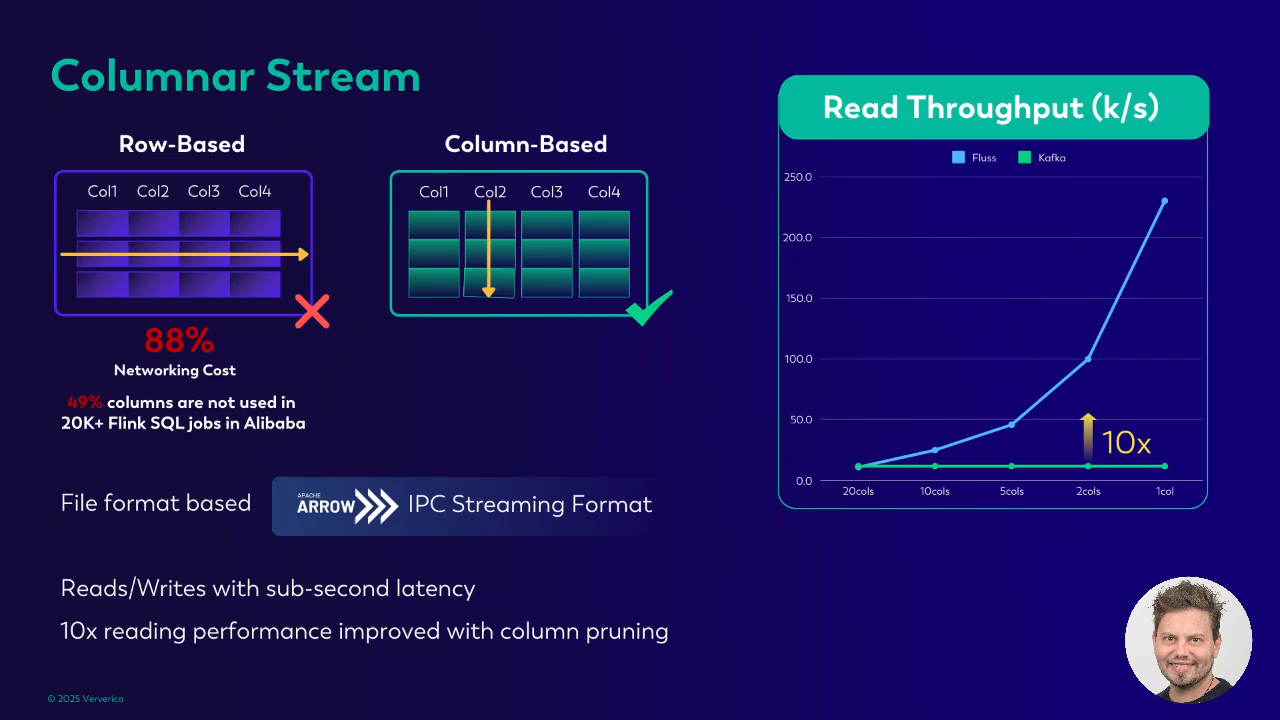 Columnar Stream
Row-Based
Col1 Col2 Col3 Col4
88%
Networking Cost
49% columns are not used in
20K+ Flink SQL jobs in Alibaba
Column-Based
Col1 Col2 Col3 Col4
File format based
APACHE
ARROW
IPC Streaming Format
Reads/Writes with sub-second latency
10x reading performance improved with column pruning
Read Throughput (k/s)
Fluss Kafka
250.0
200.0
150.0
100.0
50.0
0.0
10x
20cols 10cols 5cols 2cols 1col
© 2025 Ververica